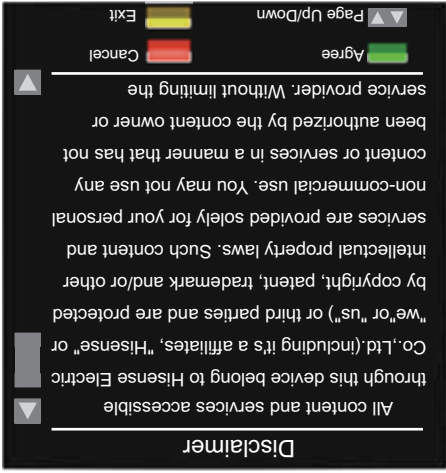 Disclaimer
All content and services accessible
through this device belong to Hisense Electric
Co.,Ltd.(including it's a affiliates, "Hisense" or
"we"or "us") or third parties and are protected
by copyright, patent, trademark and/or other
intellectual property laws. Such content and
services are provided solely for your personal
non-commercial use. You may not use any
content or services in a manner that has not
been authorized by the content owner or
service provider. Without limiting the
Agree Cancel
Page Up/Down Exit